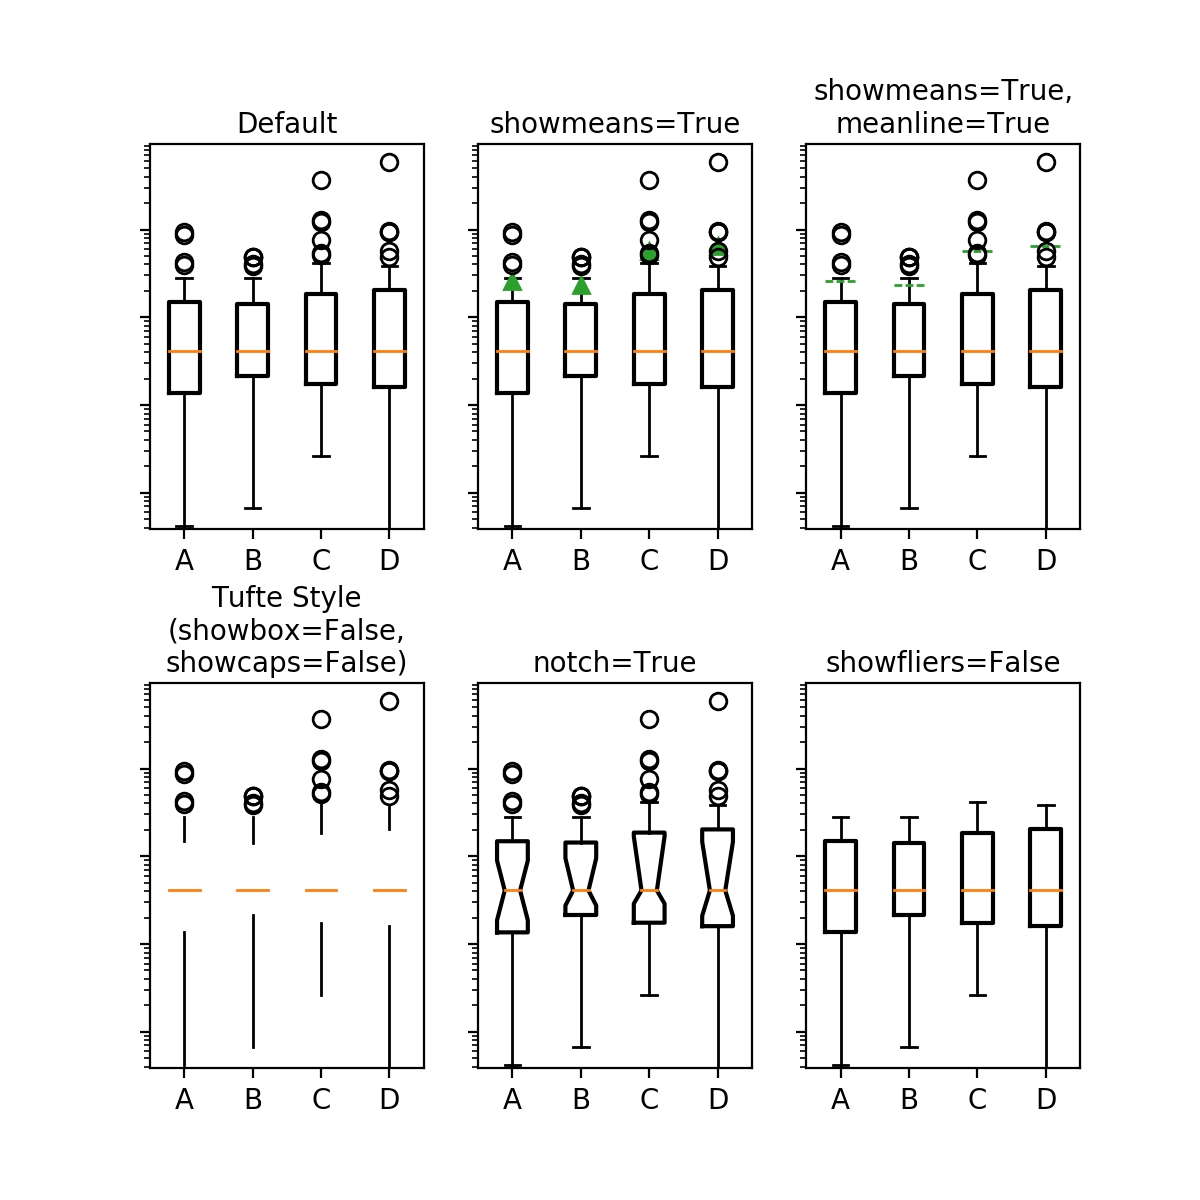 Default
showmeans=True
showmeans=True,
meanline=True
A B C D
A B C D
A B C D
Tufte Style
(showbox=False,
showcaps=False)
notch=True
showfliers=False
A B C D
A B C D
A B C D